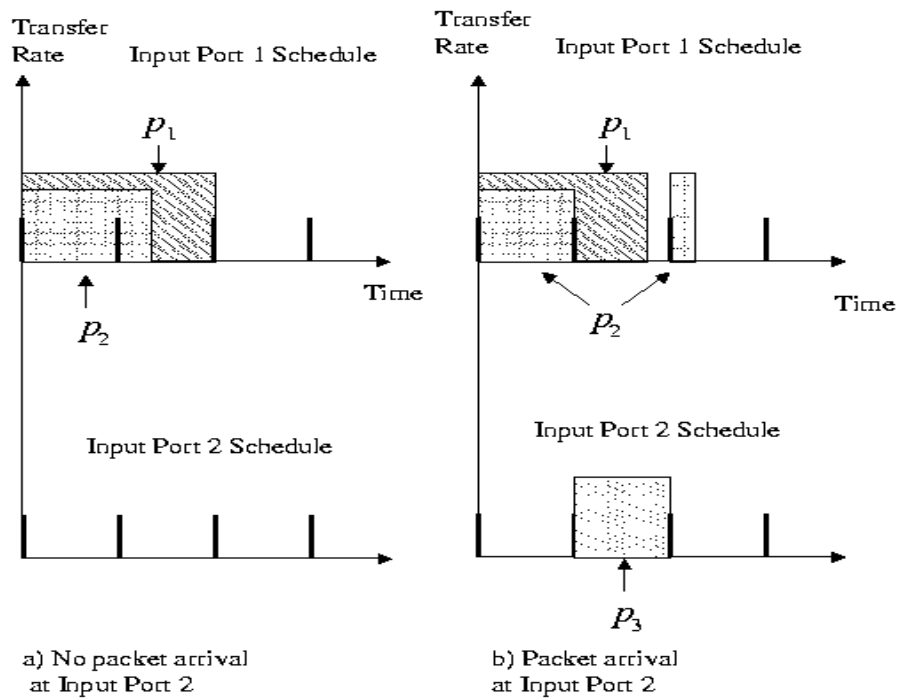 Transfer
Rate
Input Port 1 Schedule
p1
Time
p2
Input Port 2 Schedule
a) No packet arrival
at Input Port 2
Transfer
Rate
Input Port 1 Schedule
p1
Time
p2
Input Port 2 Schedule
Time
p3
b) Packet arrival
at Input Port 2